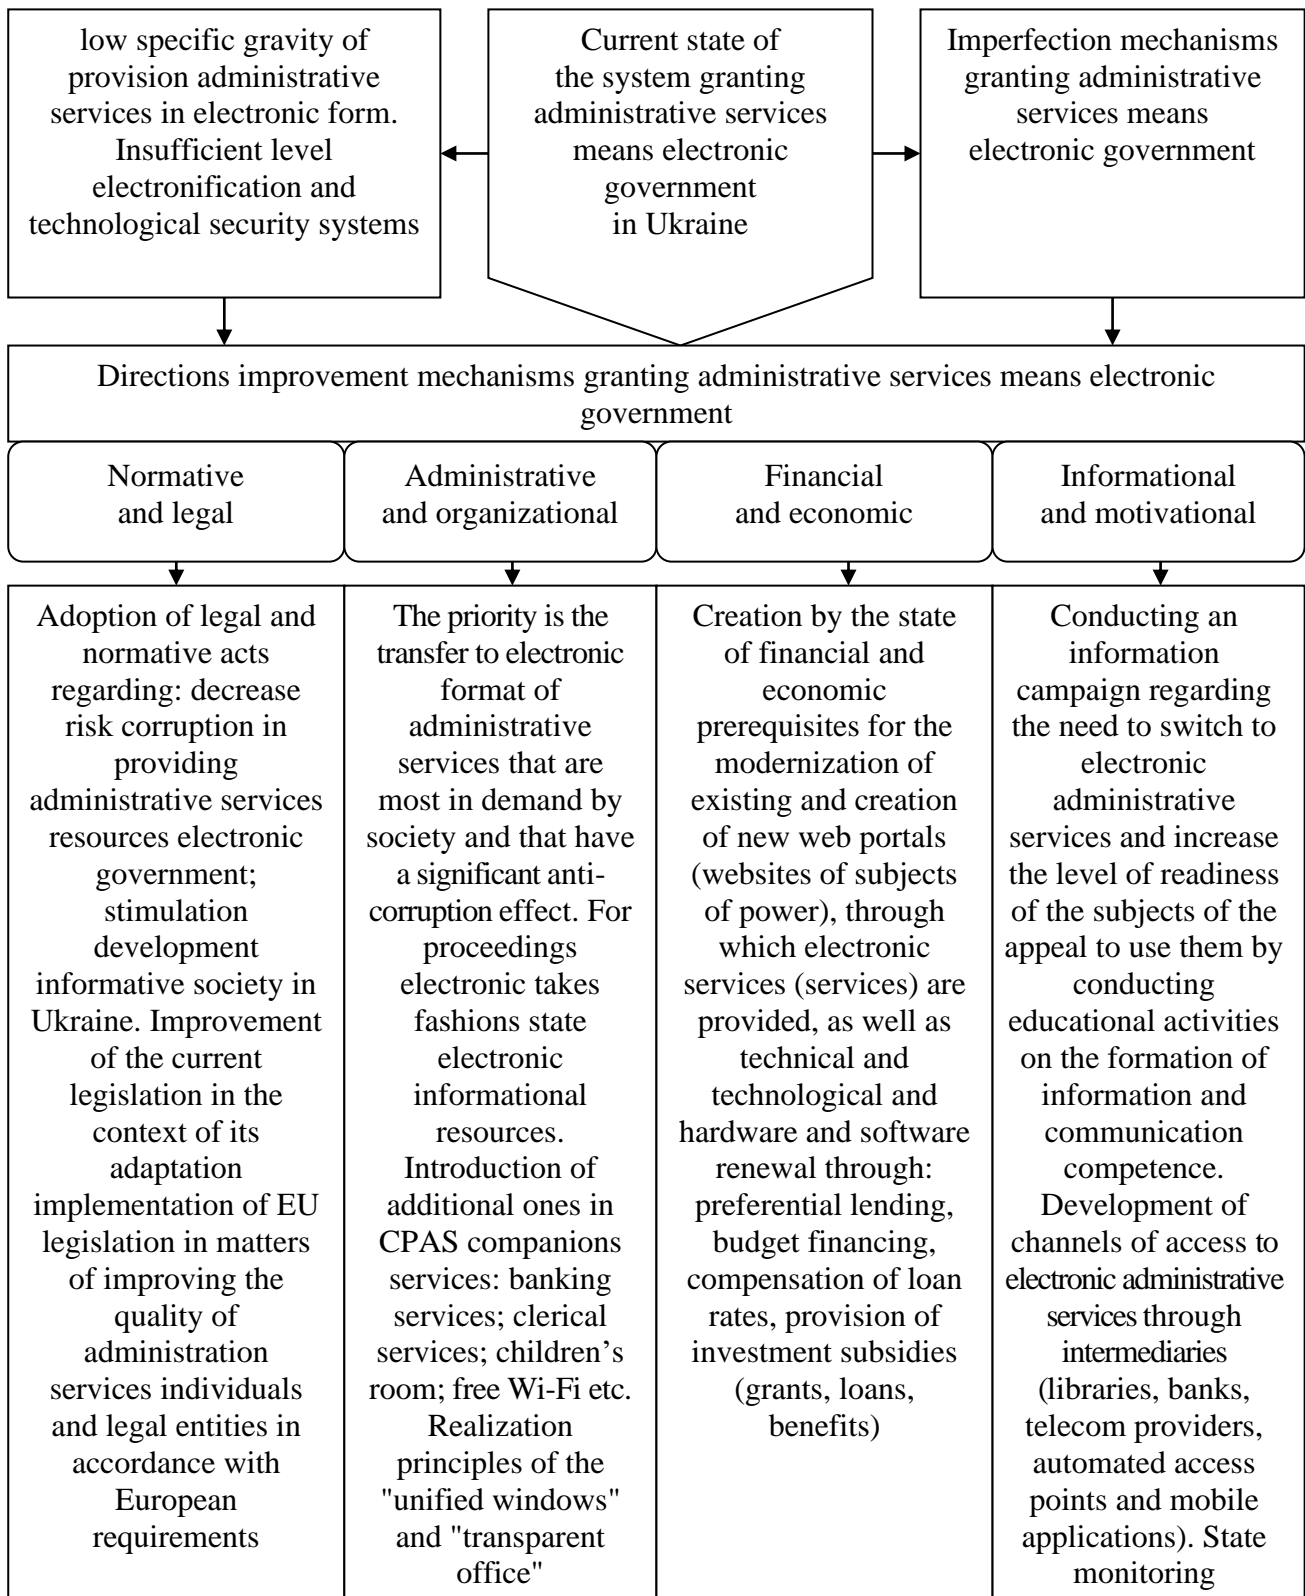 low specific gravity of
provision administrative
services in electronic form.
Insufficient level
electronification and
technological security systems
Current state of
the system granting
administrative services
means electronic
government
in Ukraine
Imperfection mechanisms
granting administrative
services means
electronic government
Directions improvement mechanisms granting administrative services means electronic
government
Normative
and legal
Administrative
and organizational
Financial
and economic
Informational
and motivational
Adoption of legal and
normative acts
regarding: decrease
risk corruption in
providing
administrative services
resources electronic
government;
stimulation
development
informative society in
Ukraine. Improvement
of the current
legislation in the
context of its
adaptation
implementation of EU
legislation in matters
of improving the
quality of
administration
services individuals
and legal entities in
accordance with
European
requirements
The priority is the
transfer to electronic
format of
administrative
services that are
most in demand by
society and that have
a significant anti-
corruption effect. For
proceedings
electronic takes
fashions state
electronic
informational
resources.
Introduction of
additional ones in
CPAS companions
services: banking
services; clerical
services; children’s
room; free Wi-Fi etc.
Realization
principles of the
"unified windows"
and "transparent
office"
Creation by the state
of financial and
economic
prerequisites for the
modernization of
existing and creation
of new web portals
(websites of subjects
of power), through
which electronic
services (services) are
provided, as well as
technical and
technological and
hardware and software
renewal through:
preferential lending,
budget financing,
compensation of loan
rates, provision of
investment subsidies
(grants, loans,
benefits)
Conducting an
information
campaign regarding
the need to switch to
electronic
administrative
services and increase
the level of readiness
of the subjects of the
appeal to use them by
conducting
educational activities
on the formation of
information and
communication
competence.
Development of
channels of access to
electronic administrative
services through
intermediaries
(libraries, banks,
telecom providers,
automated access
points and mobile
applications). State
monitoring